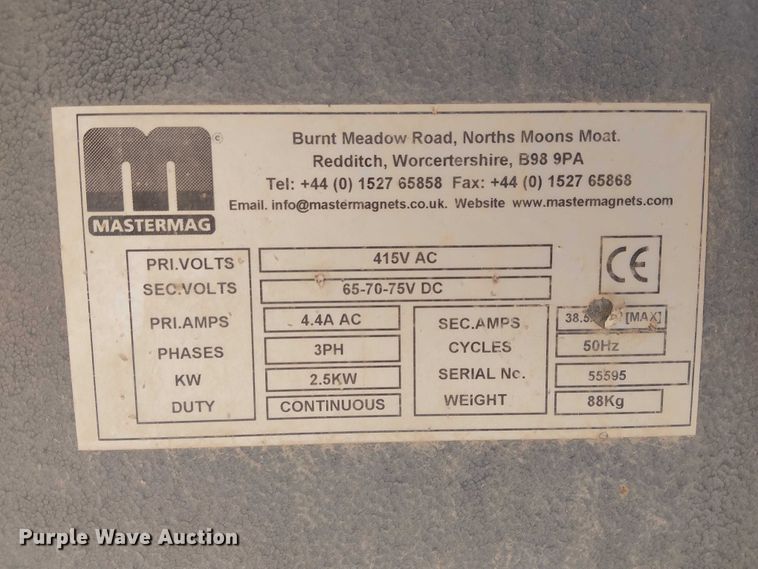 ©
MASTERMAG
Burnt Meadow Road, Norths Moons Moat.
Redditch, Worcertershire, B98 9PA
Tel: +44 (0) 1527 65858 Fax: +44 (0) 1527 65868
Email. info@mastermagnets.co.uk. Website www.mastermagnets.com
PRI.VOLTS 415V AC
SEC.VOLTS 65-70-75V DC
CE
PRI.AMPS 4.4A AC
PHASES 3PH
KW 2.5KW
DUTY CONTINUOUS
SEC.AMPS [MAX]
CYCLES 50Hz
SERIAL No. 55595
WEIGHT 88Kg
Purple Wave Auction